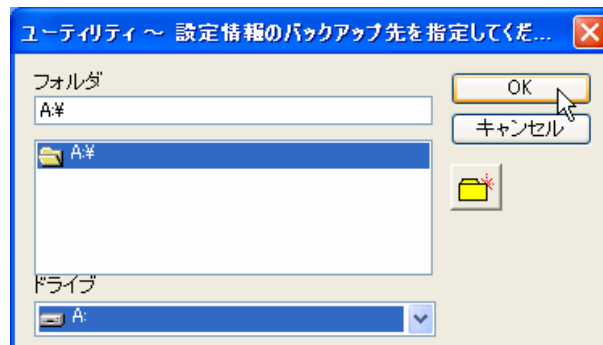 ユーティリティ ～ 設定情報のバックアップ先を指定してくだ...
フォルダ
A:¥
OK
キャンセル
A:¥
ドライブ
A: